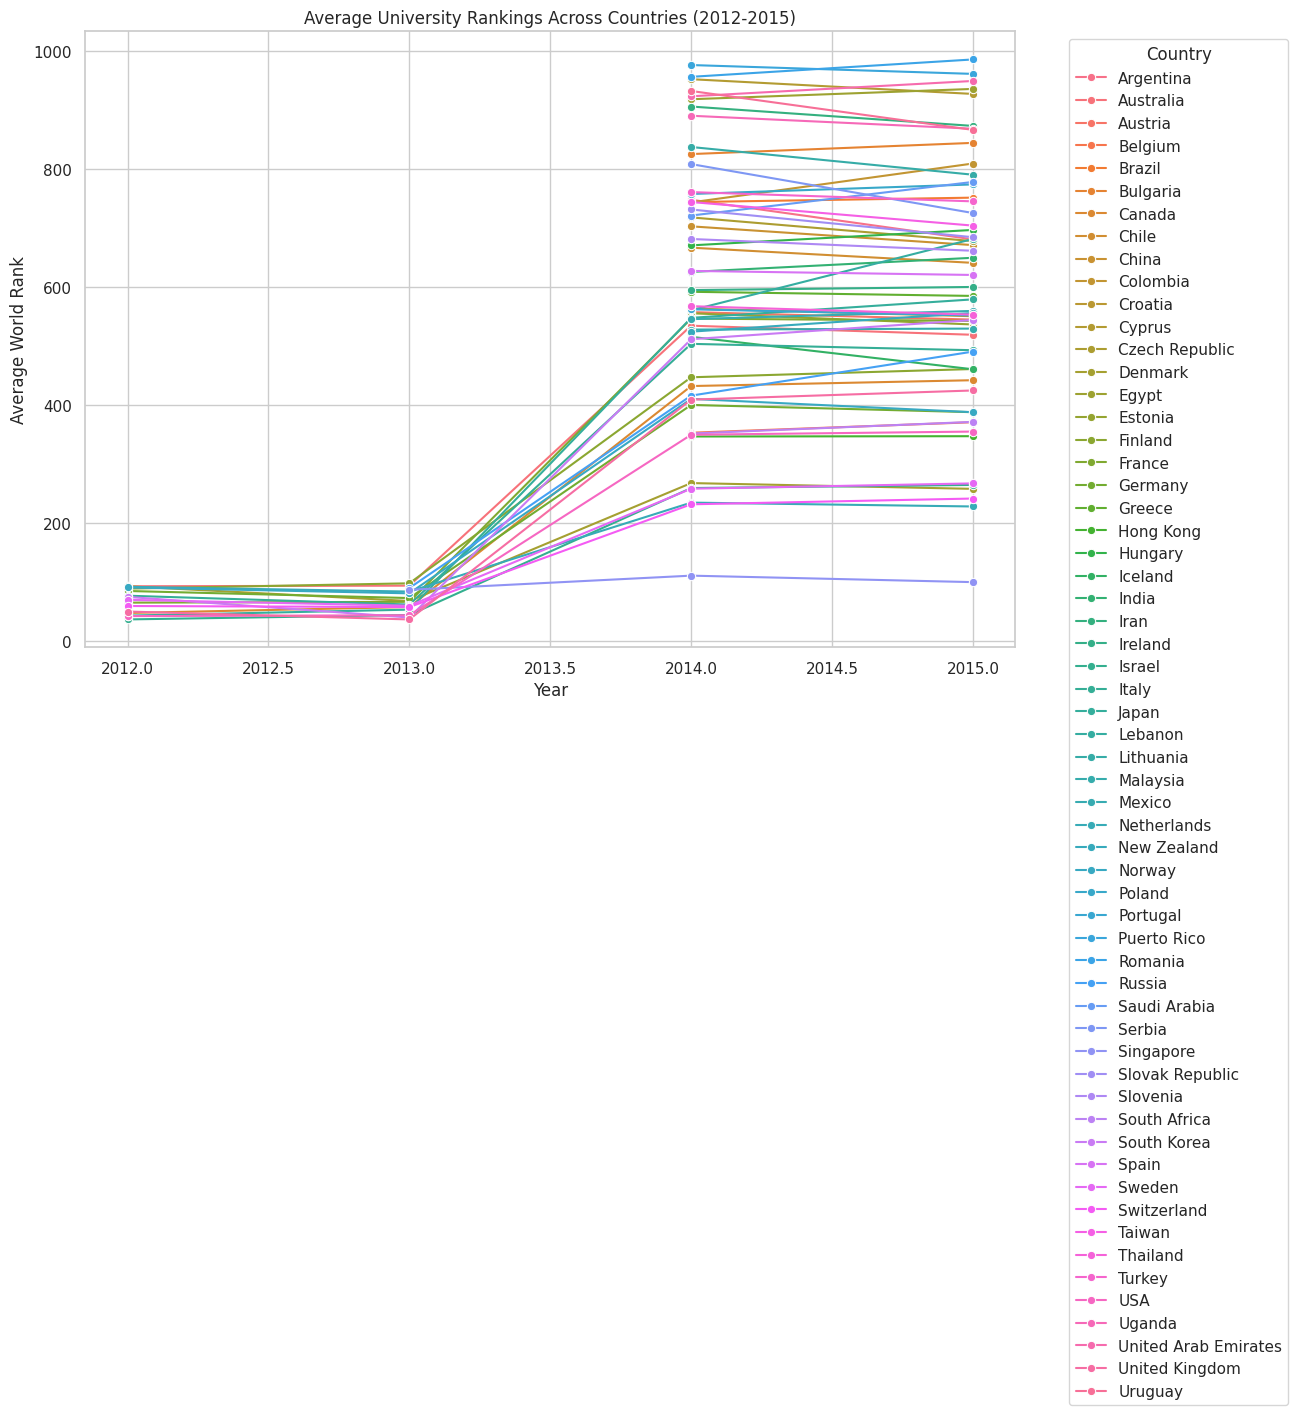 Average University Rankings Across Countries (2012-2015)
Average World Rank
1000
800
600
400
200
0
2012.0
2012.5
2013.0
2013.5
2014.0
2014.5
2015.0
Year
Country
Argentina
Australia
Austria
Belgium
Brazil
Bulgaria
Canada
Chile
China
Colombia
Croatia
Cyprus
Czech Republic
Denmark
Egypt
Estonia
Finland
France
Germany
Greece
Hong Kong
Hungary
Iceland
India
Iran
Ireland
Israel
Italy
Japan
Lebanon
Lithuania
Malaysia
Mexico
Netherlands
New Zealand
Norway
Poland
Portugal
Puerto Rico
Romania
Russia
Saudi Arabia
Serbia
Singapore
Slovak Republic
Slovenia
South Africa
South Korea
Spain
Sweden
Switzerland
Taiwan
Thailand
Turkey
USA
Uganda
United Arab Emirates
United Kingdom
Uruguay